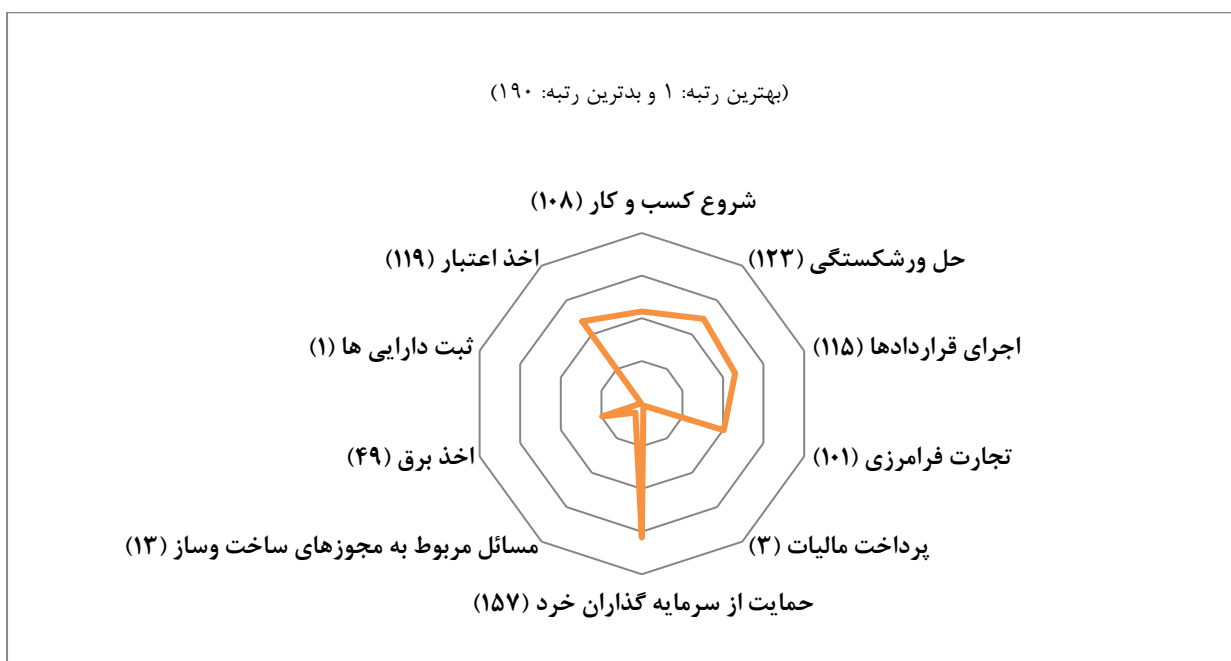 (بهترین رتبه: ۱ و بدترین رتبه: ۱۹۰)
شروع کسب و کار (۱۰۸)
حل ورشکستگی (۱۲۳)
اجرای قراردادها (۱۱۵)
تجارت فرامرزی (۱۰۱)
پرداخت مالیات (۳)
حمایت از سرمایه گذاران خرد (۱۵۷)
مسائل مربوط به مجوزهای ساخت وساز (۱۳)
اخذ برق (۴۹)
ثبت دارایی ها (۱)
اخذ اعتبار (۱۱۹)